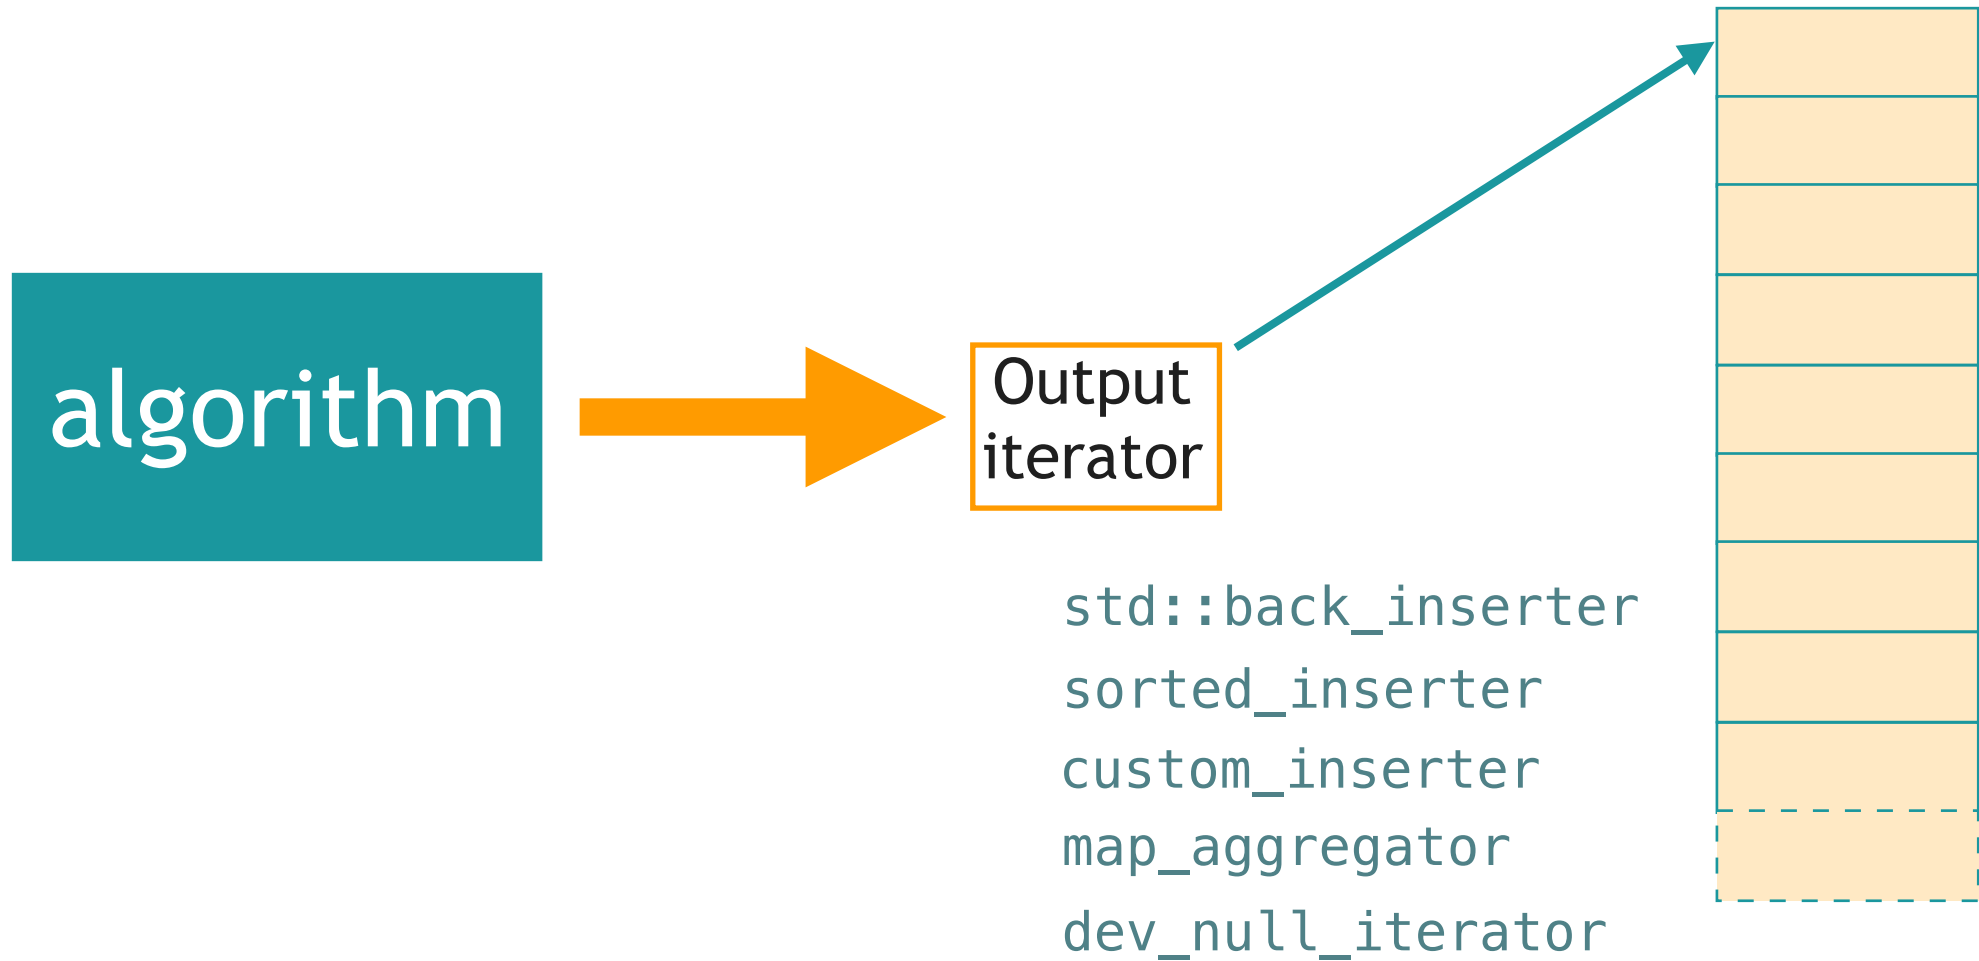 algorithm
Output
iterator
std::back_inserter
sorted_inserter
custom_inserter
map_aggregator
dev_null_iterator